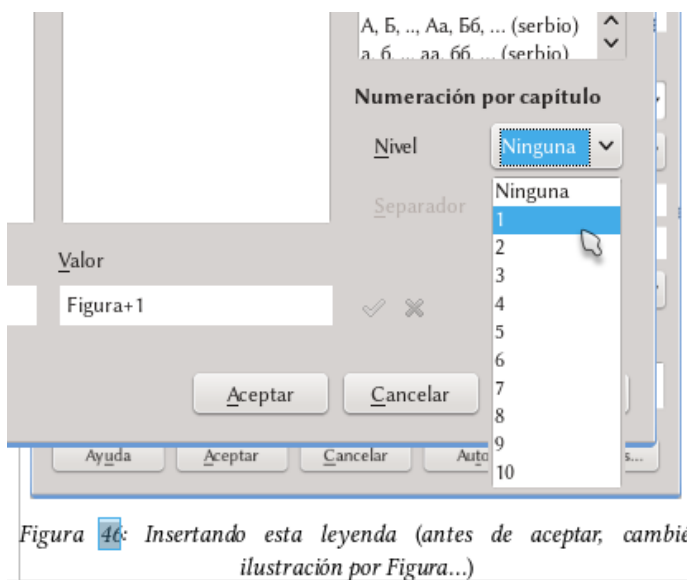 А, Б, .., Аа, Бб, ... (serbio)
а, б, ..., аа, бб, ... (serbio)
Numeración por capítulo
Nivel
Ninguna
Ninguna
Separador
1
2
3
4
5
6
7
8
9
10
Valor
Figura+1
Aceptar
Cancelar
Ayuda
Aceptar
Cancelar
Auto
s...
Figura 46: Insertando esta leyenda (antes de aceptar, cambié
ilustración por Figura...)